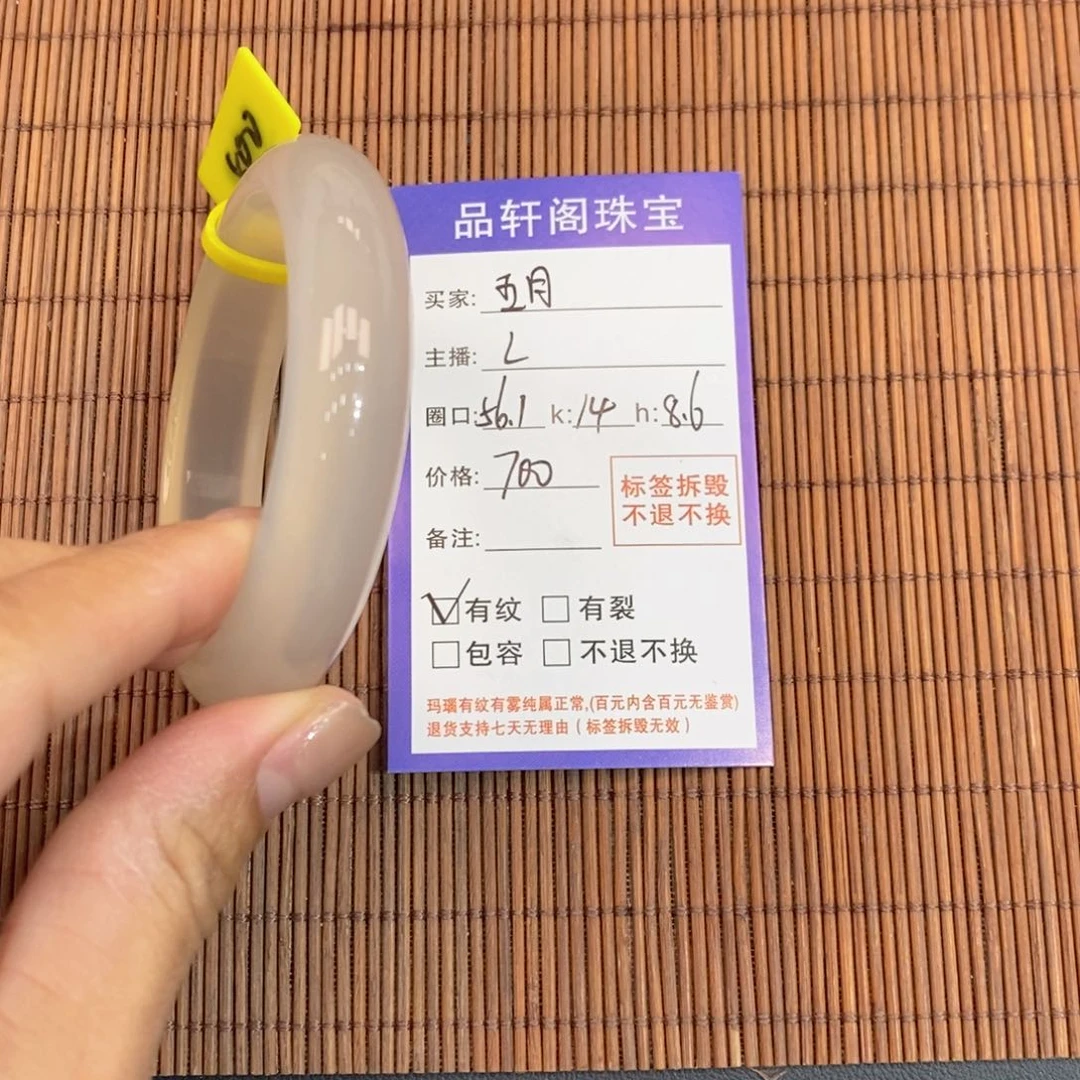 品轩阁珠宝
买家: 五月
主播: L
圈口:56.1 k:14 h:8.6
价格: 700
标签拆毁
不退不换
备注:
有纹 有裂
包容 不退不换
玛瑙有纹有雾纯属正常,(百元内含百元无鉴赏)
退货支持七天无理由(标签拆毁无效)